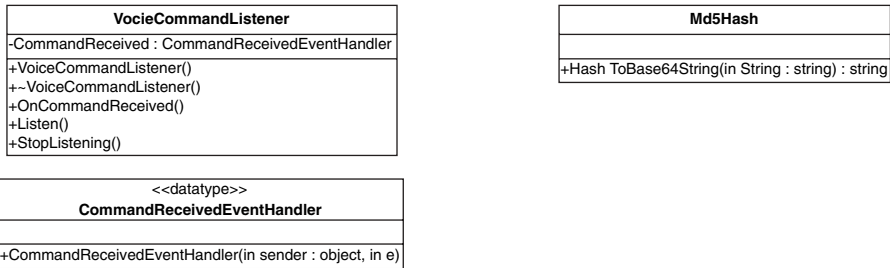 VocieCommandListener
-CommandReceived : CommandReceivedEventHandler
+VoiceCommandListener()
+~VoiceCommandListener()
+OnCommandReceived()
+Listen()
+StopListening()
Md5Hash
+Hash ToBase64String(in String : string) : string
<<datatype>>
CommandReceivedEventHandler
+CommandReceivedEventHandler(in sender : object, in e)